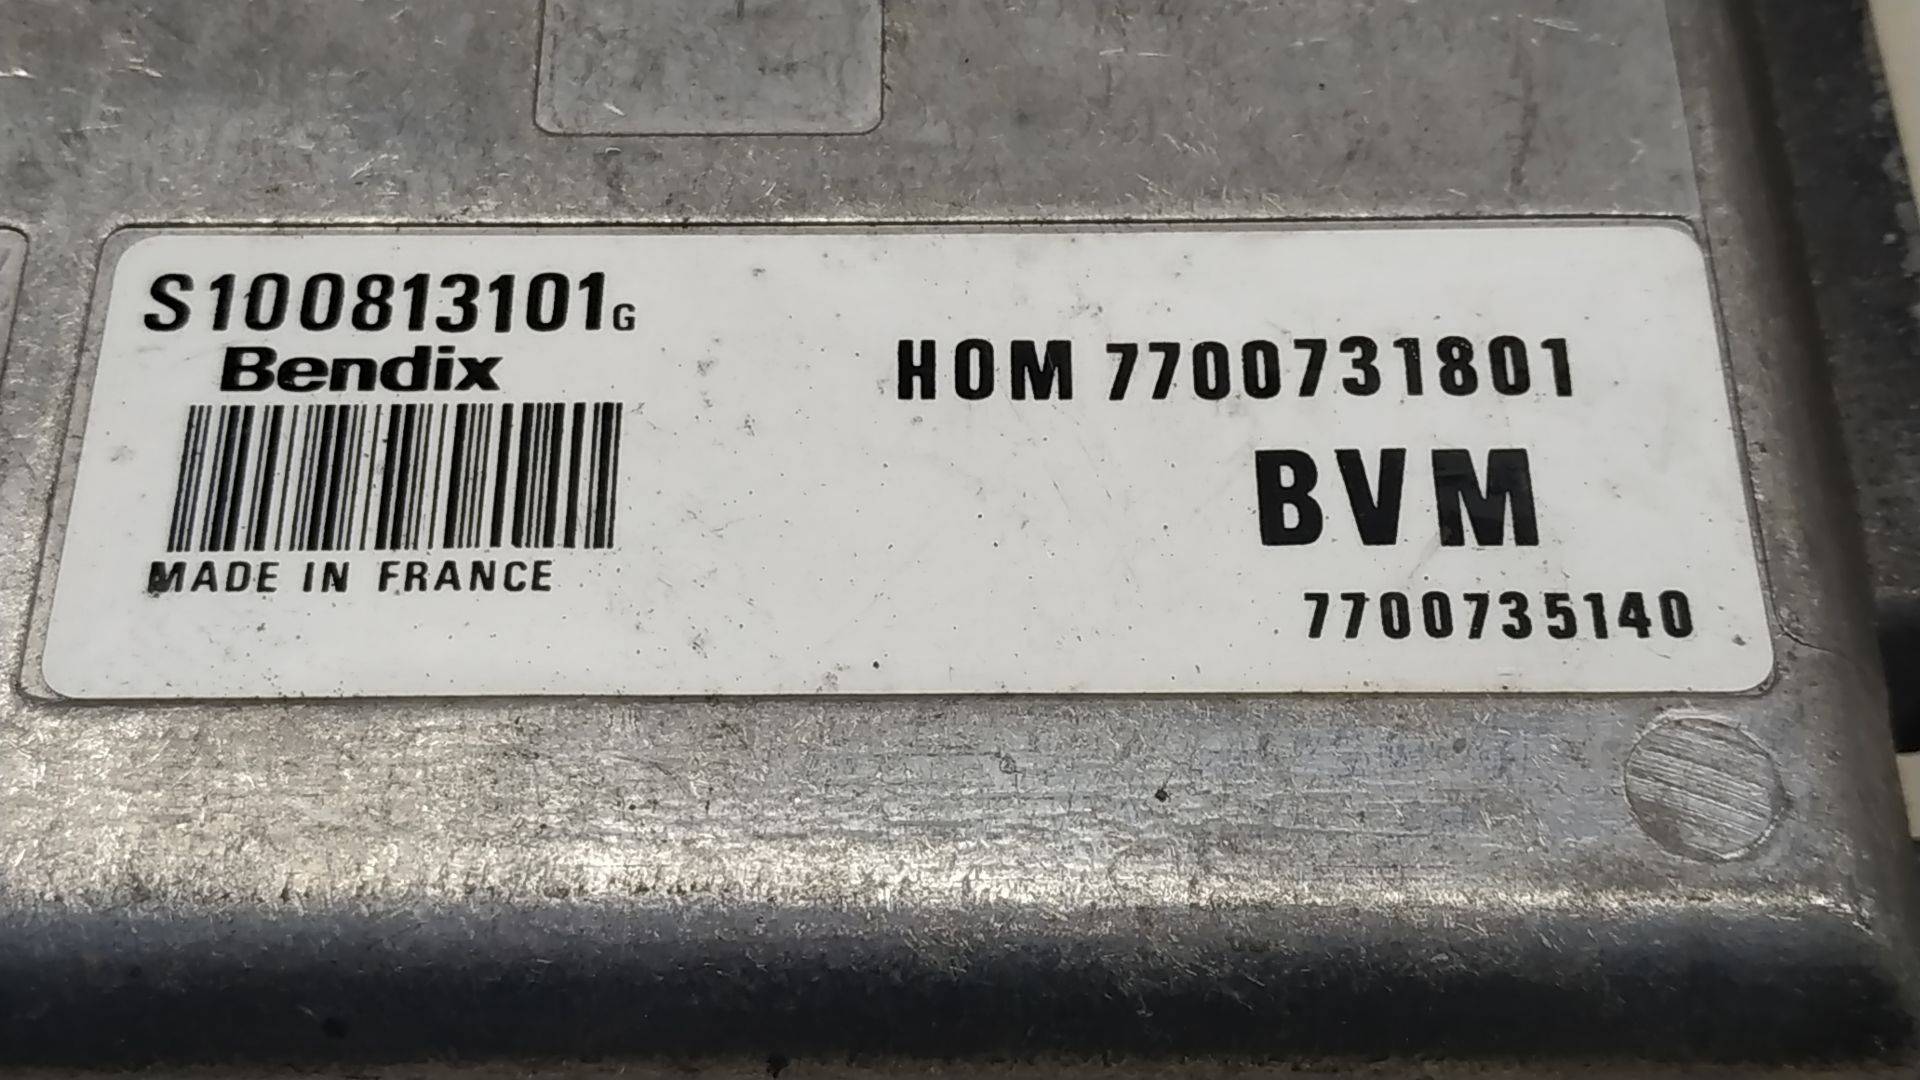 S100813101G
Bendix
MADE IN FRANCE
HOM 7700731801
BVM
7700735140